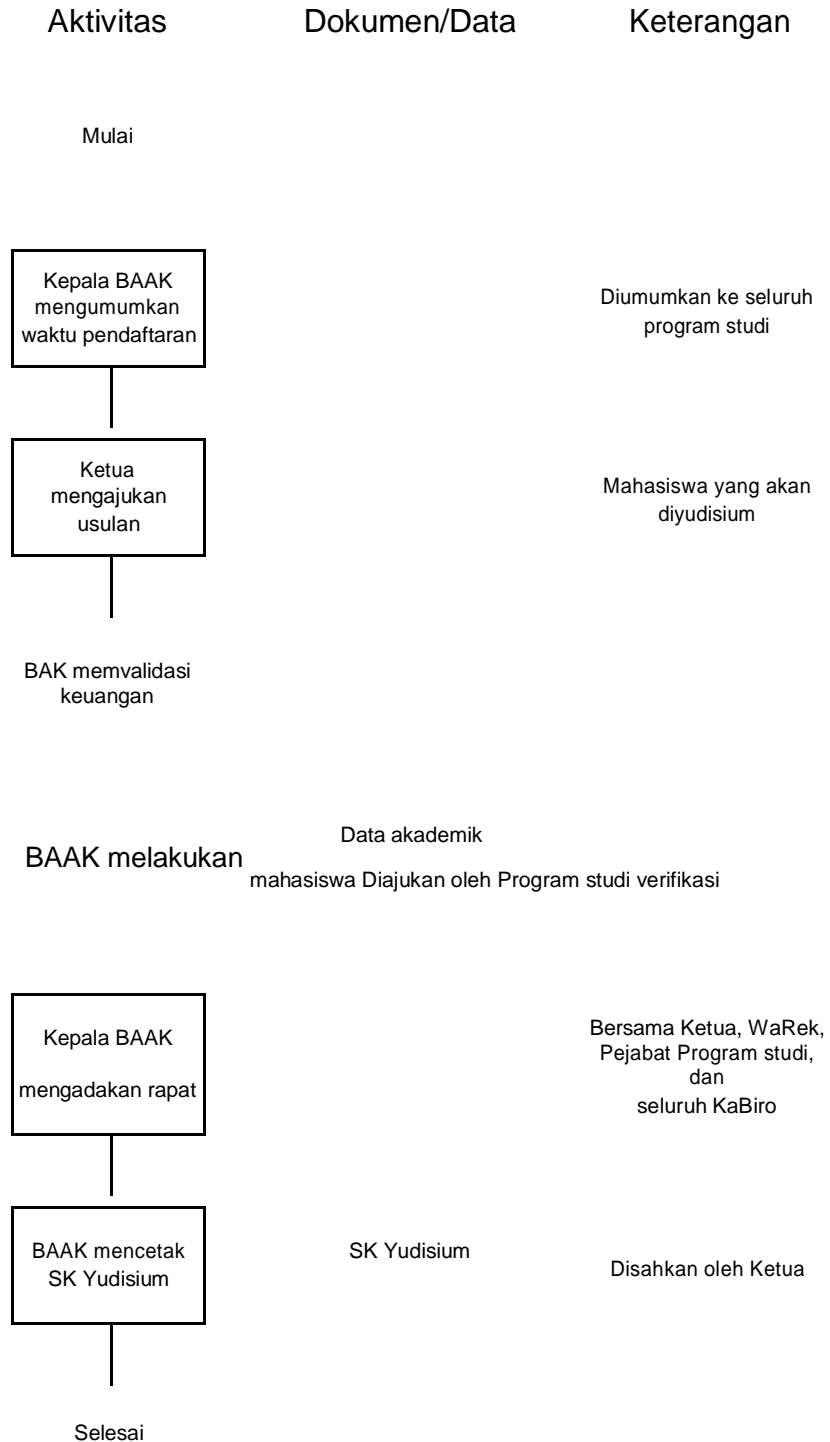 Aktivitas Dokumen/Data Keterangan
Mulai
Kepala BAAK
mengumumkan
waktu pendaftaran
Diumumkan ke seluruh
program studi
Ketua
mengajukan
usulan
Mahasiswa yang akan
diyudisium
BAK memvalidasi
keuangan
Data akademik
BAAK melakukan
mahasiswa Diajukan oleh Program studi verifikasi
Kepala BAAK
mengadakan rapat
Bersama Ketua, WaRek,
Pejabat Program studi,
dan
seluruh KaBiro
BAAK mencetak
SK Yudisium
SK Yudisium
Disahkan oleh Ketua
Selesai